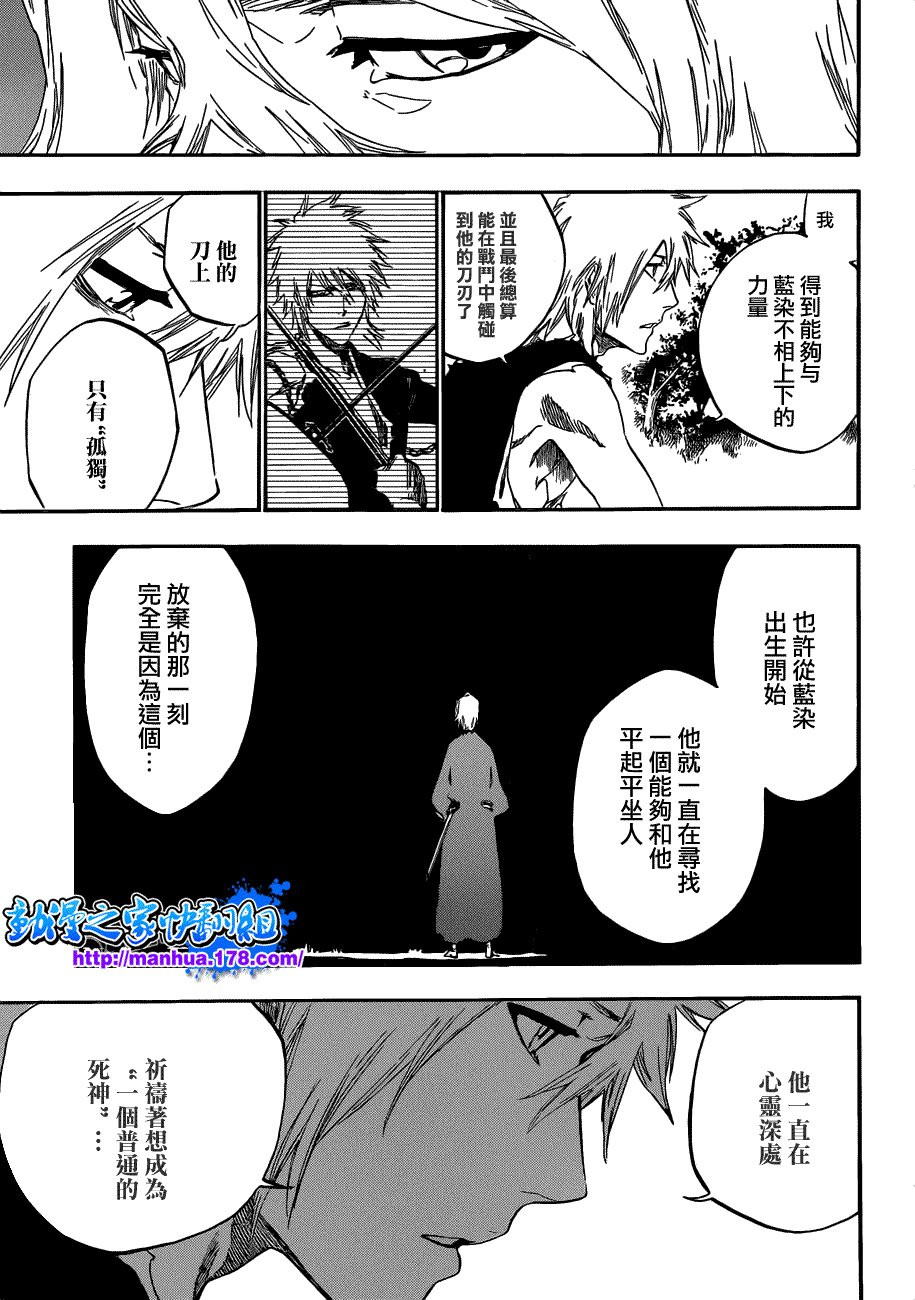 我
得到能夠与
藍染不相上下的
力量
並且最後總算
能在戰鬥中觸碰
到他的刀刃了
他的
刀上
只有“孤獨”
也許從藍染
出生開始
他就一直在尋找
一個能夠和他
平起平坐人
放棄的那一刻
完全是因為這個…
動漫之家快翻組
http://manhua.178.com/
他一直在
心靈深處
祈禱著想成為
“一個普通的
死神”…